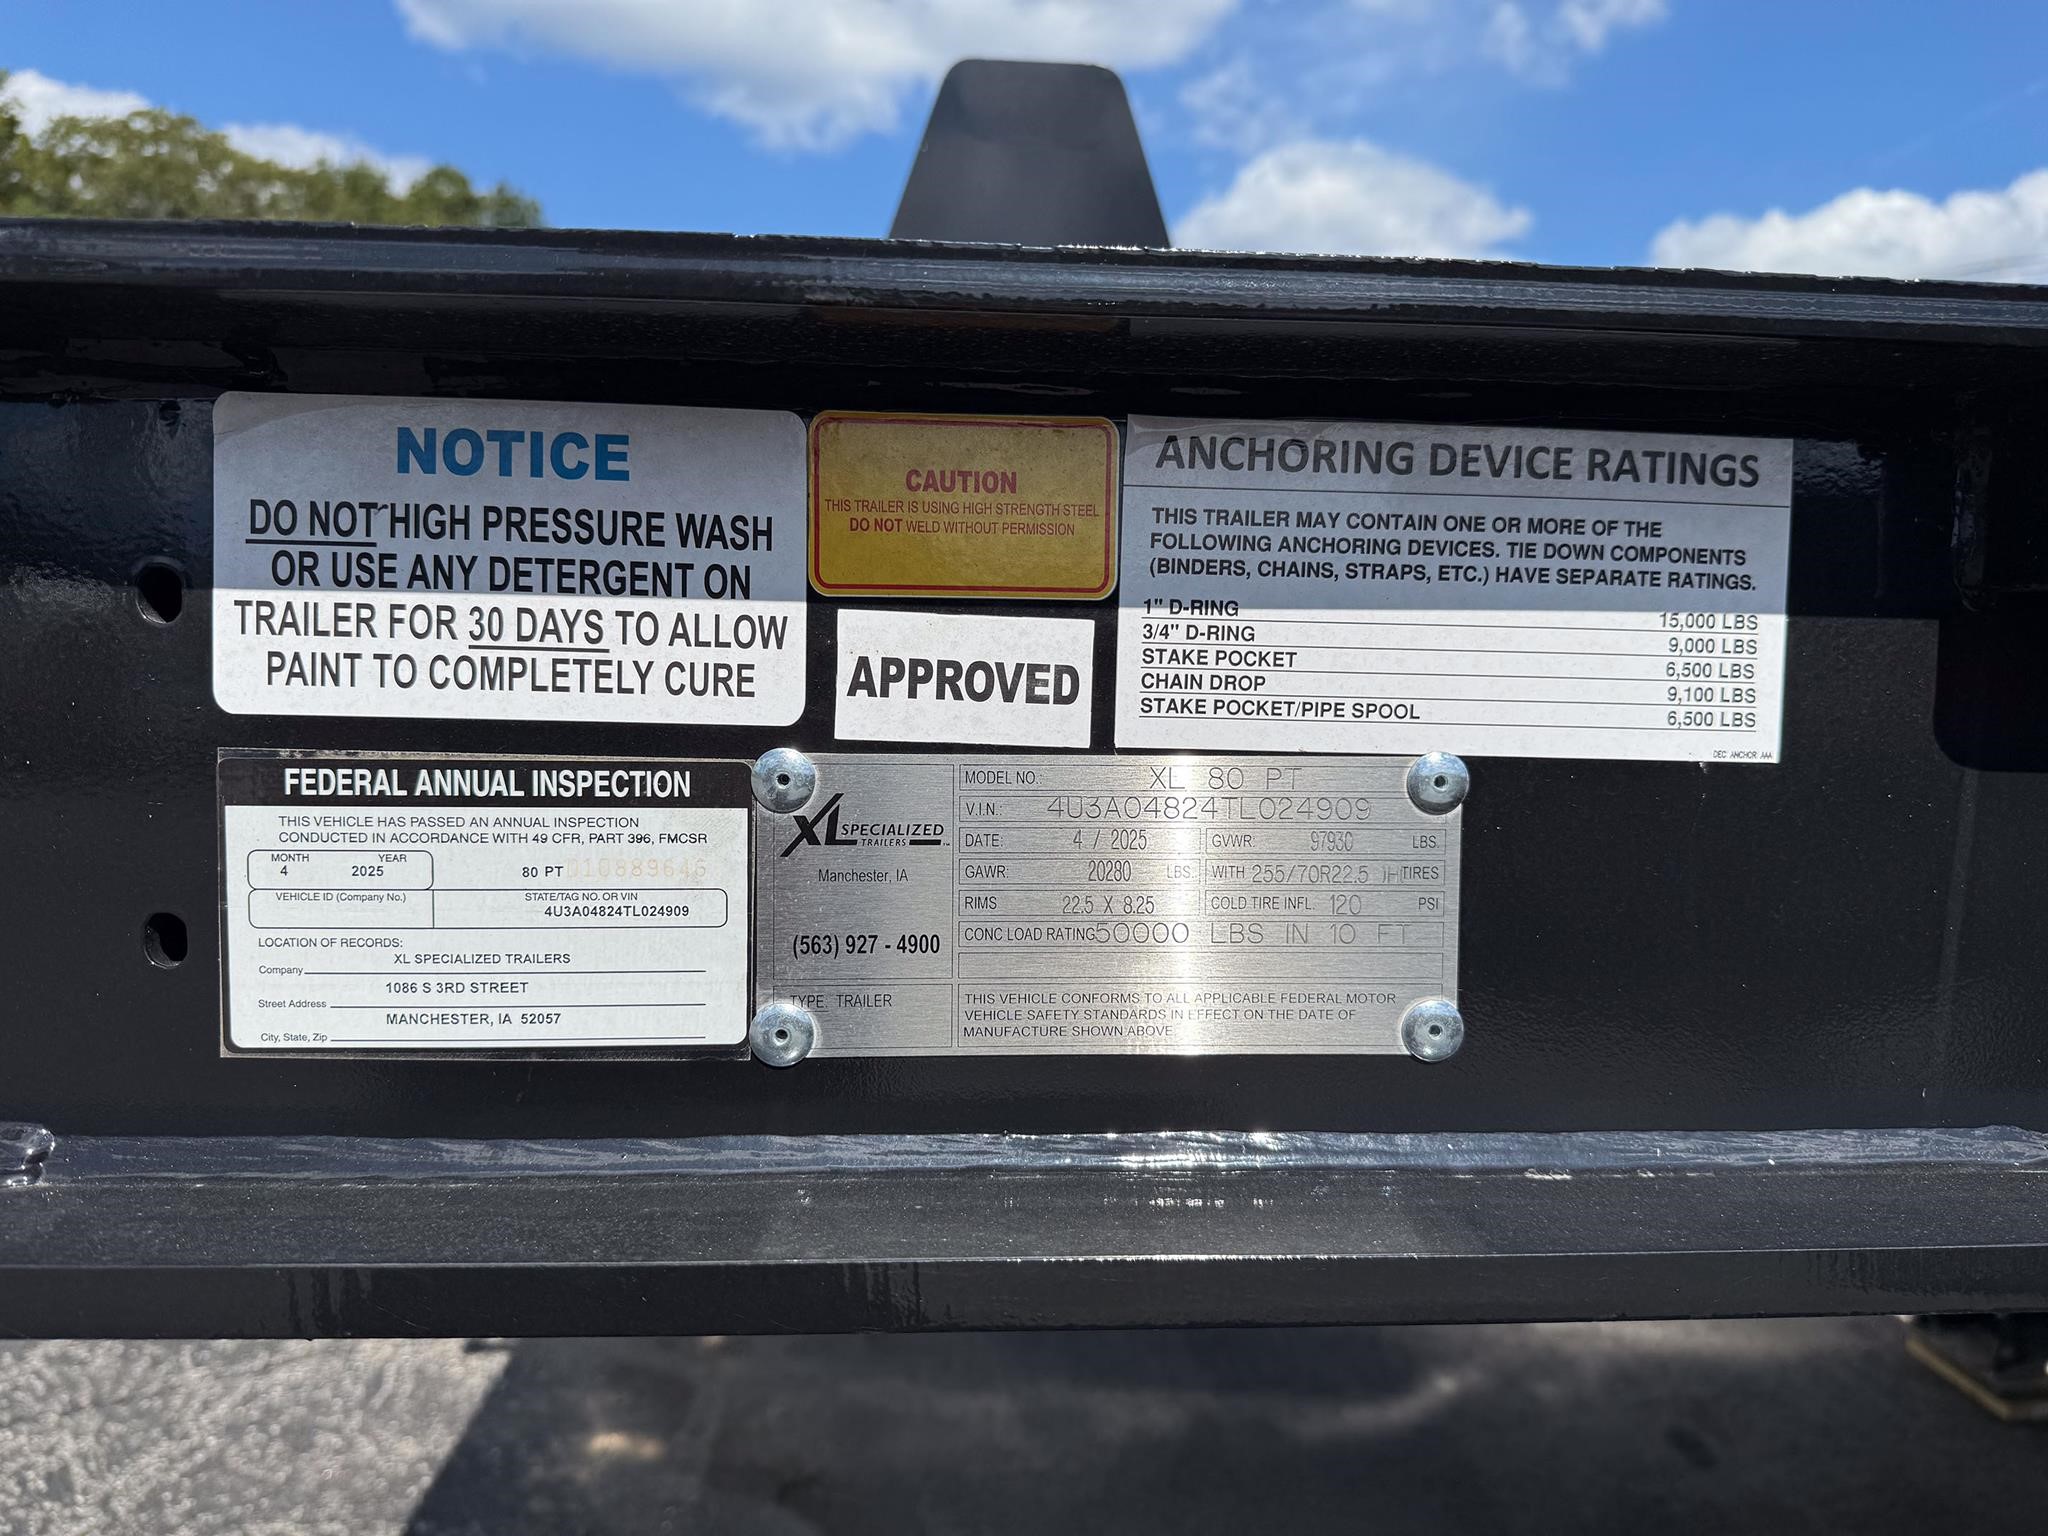 NOTICE
DO NOT HIGH PRESSURE WASH
OR USE ANY DETERGENT ON
TRAILER FOR 30 DAYS TO ALLOW
PAINT TO COMPLETELY CURE
CAUTION
THIS TRAILER IS USING HIGH STRENGTH STEEL
DO NOT WELD WITHOUT PERMISSION
APPROVED
ANCHORING DEVICE RATINGS
THIS TRAILER MAY CONTAIN ONE OR MORE OF THE
FOLLOWING ANCHORING DEVICES. TIE DOWN COMPONENTS
(BINDERS, CHAINS, STRAPS, ETC.) HAVE SEPARATE RATINGS.
1" D-RING 15,000 LBS
3/4" D-RING 9,000 LBS
STAKE POCKET 6,500 LBS
CHAIN DROP 9,100 LBS
STAKE POCKET/PIPE SPOOL 6,500 LBS
DEC ANCHOR AAA
FEDERAL ANNUAL INSPECTION
THIS VEHICLE HAS PASSED AN ANNUAL INSPECTION
CONDUCTED IN ACCORDANCE WITH 49 CFR, PART 396, FMCSR
MONTH YEAR
4 2025 80 PT D10889646
VEHICLE ID (Company No.) STATE/TAG NO. OR VIN
4U3A04824TL024909
LOCATION OF RECORDS:
XL SPECIALIZED TRAILERS
Company
1086 S 3RD STREET
Street Address
MANCHESTER, IA 52057
City, State, Zip
XL SPECIALIZED
TRAILERS
Manchester, IA
(563) 927 - 4900
TYPE. TRAILER
MODEL NO.: XL 80 PT
V.I.N.: 4U3A04824TL024909
DATE: 4 / 2025 GVWR: 97930 LBS.
GAWR: 20280 LBS. WITH 255/70R22.5 TIRES
RIMS 22.5 X 8.25 COLD TIRE INFL. 120 PSI
CONC LOAD RATING 50000 LBS IN 10 FT
THIS VEHICLE CONFORMS TO ALL APPLICABLE FEDERAL MOTOR
VEHICLE SAFETY STANDARDS IN EFFECT ON THE DATE OF
MANUFACTURE SHOWN ABOVE